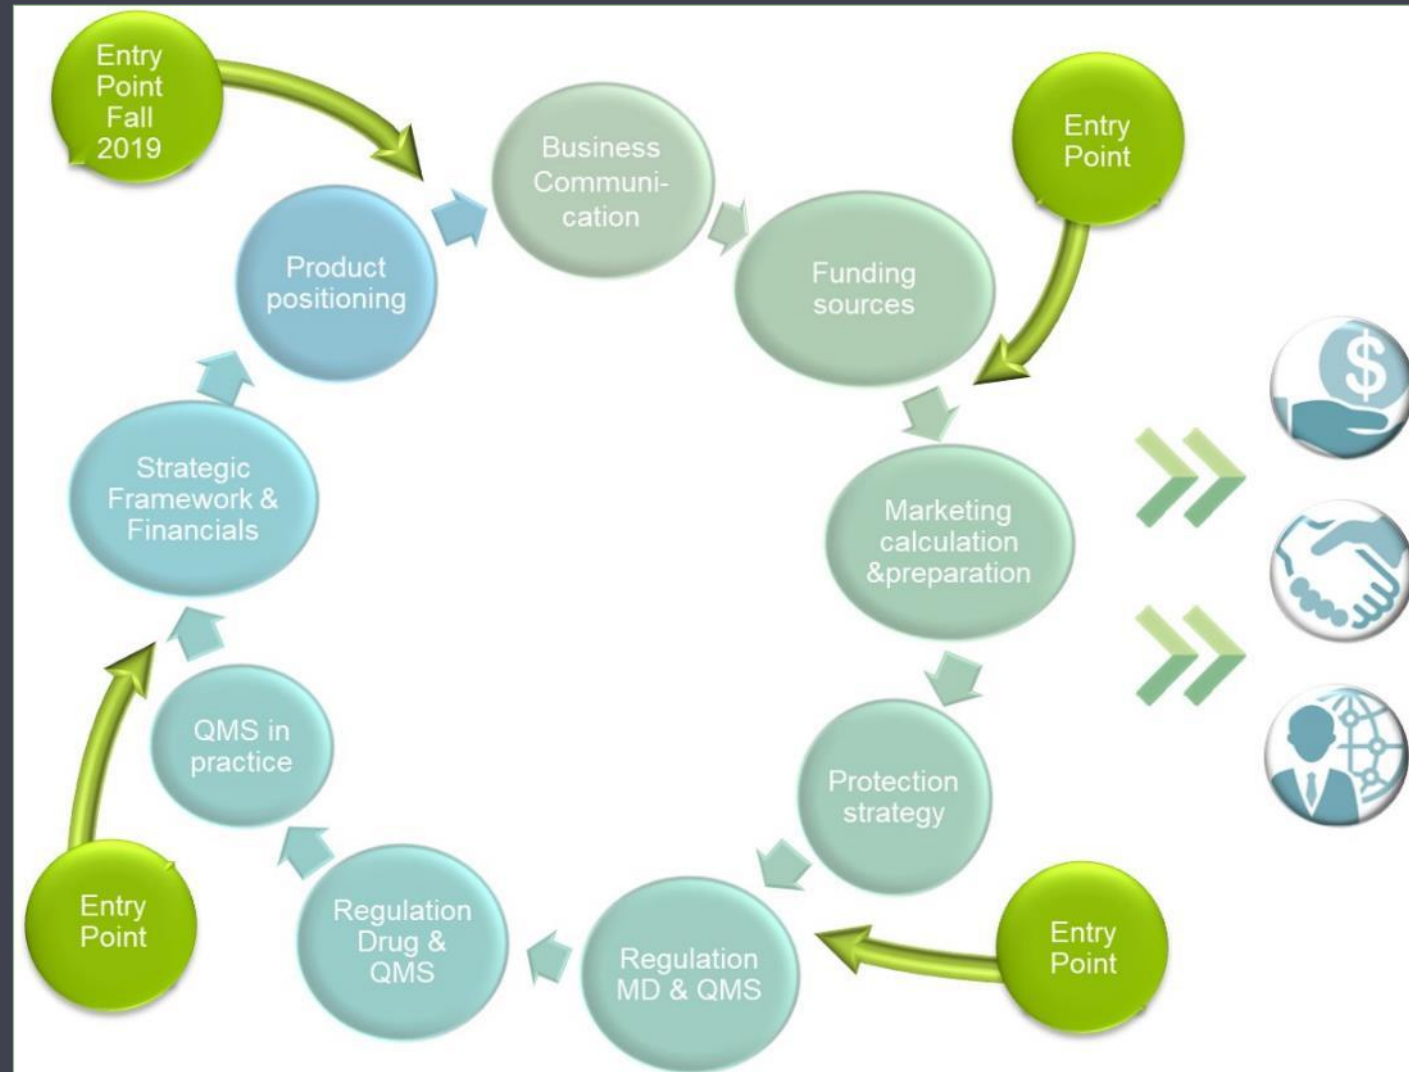 Entry
Point
Fall
2019
Business
Communi-
cation
Entry
Point
Product
positioning
Funding
sources
$
Strategic
Framework &
Financials
Marketing
calculation
&preparation
QMS in
practice
Protection
strategy
Entry
Point
Regulation
Drug &
QMS
Regulation
MD & QMS
Entry
Point